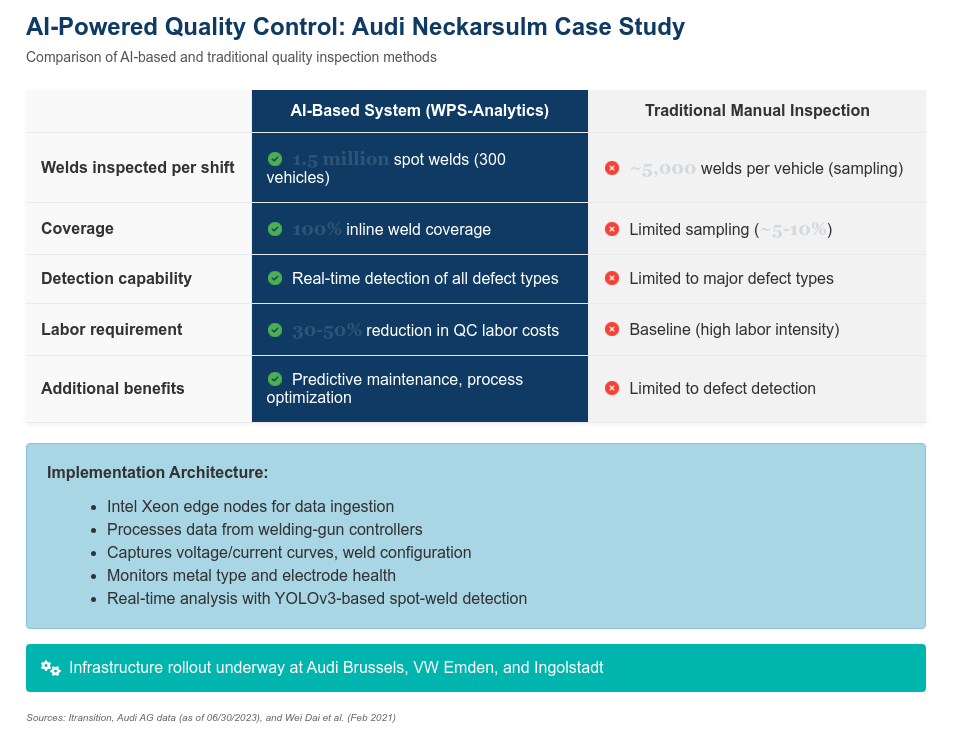 AI-Powered Quality Control: Audi Neckarsulm Case Study
Comparison of AI-based and traditional quality inspection methods
AI-Based System (WPS-Analytics)
Traditional Manual Inspection
Welds inspected per shift
1.5 million spot welds (300
vehicles)
~5,000 welds per vehicle (sampling)
Coverage
100% inline weld coverage
Limited sampling (~5-10%)
Detection capability
Real-time detection of all defect types
Limited to major defect types
Labor requirement
30-50% reduction in QC labor costs
Baseline (high labor intensity)
Additional benefits
Predictive maintenance, process
optimization
Limited to defect detection
Implementation Architecture:
• Intel Xeon edge nodes for data ingestion
• Processes data from welding-gun controllers
• Captures voltage/current curves, weld configuration
• Monitors metal type and electrode health
• Real-time analysis with YOLOv3-based spot-weld detection
Infrastructure rollout underway at Audi Brussels, VW Emden, and Ingolstadt
Sources: Itransition, Audi AG data (as of 06/30/2023), and Wei Dai et al. (Feb 2021)